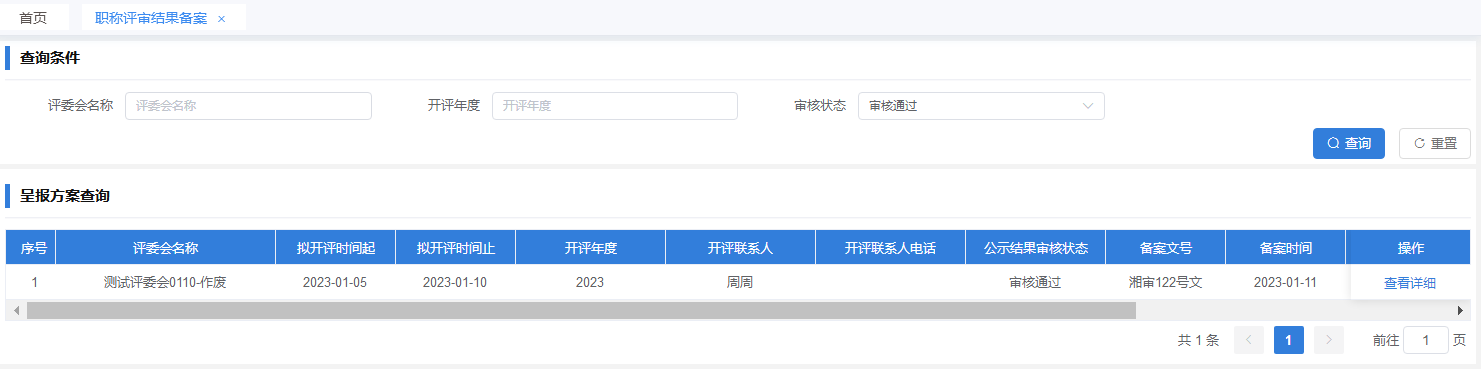 首页 职称评审结果备案 ×
查询条件
评委会名称 评委会名称 开评年度 开评年度 审核状态 审核通过
查询 重置
呈报方案查询
序号 评委会名称 拟开评时间起 拟开评时间止 开评年度 开评联系人 开评联系人电话 公示结果审核状态 备案文号 备案时间 操作
1 测试评委会0110-作废 2023-01-05 2023-01-10 2023 周周 审核通过 湘审122号文 2023-01-11 查看详细
共 1 条 1 前往 1 页